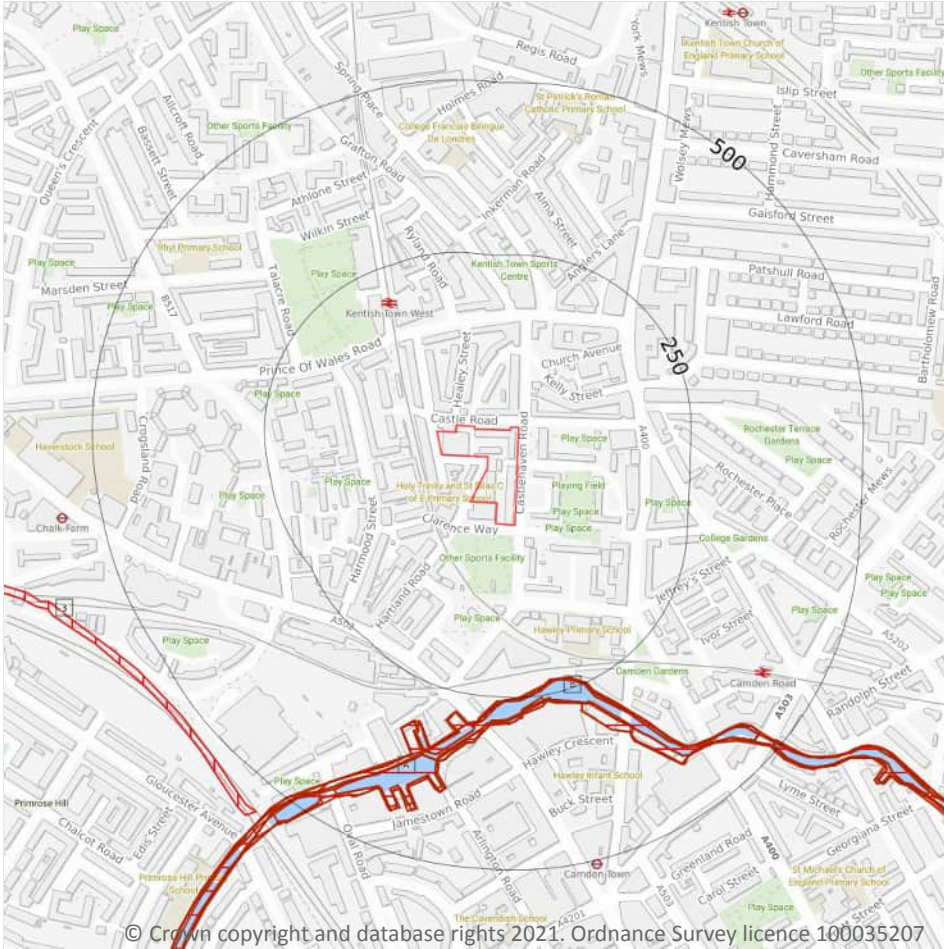 Play Space
Kentish Town
York Mews
Regis Road
Kentish Town Church of
England Primary School
Spring Place
Holmes Road
Other Sports Facility
Islip Street
Allcroft Road
St Patrick's Roman
Catholic Primary School
Other Sports Facility
College Francais Bilingue
De Londres
Wolsey Mews
500
Hammond Street
Caversham Road
Queen's Crescent
Bassett Street
Grafton Road
Inkerman Road
Athlone Street
Alma Street
Gaisford Street
Wilkin Street
Ryland Road
Anglers Lane
Rhyl Primary School
Play Space
Talacre Road
Play Space
Kentish Town Sports
Centre
Patshull Road
Marsden Street
Play Space
B517
Kentish Town West
Lawford Road
Bartholomew Road
Prince Of Wales Road
Healey Street
Church Avenue
250
Kelly Street
Play Space
Castle Road
Crogsland Road
Haverstock School
Castlehaven Road
Play Space
A400
Rochester Terrace
Gardens
Play Space
Holy Trinity and St Silas C
of E Primary School
Play Space
Play Space
Playing Field
Play Space
Play Space
Play Space
Rochester Place
Rochester Mews
Chalk Farm
Harmood Street
Clarence Way
College Gardens
Other Sports Facility
Hartland Road
Jeffrey's Street
Play Space
Play Space
3
A502
Play Space
Play Space
Ivor Street
Play Space
Hawley Primary School
A5202
Camden Gardens
Camden Road
Randolph Street
A503
Hawley Crescent
Play Space
Hawley Infant School
Gloucester Avenue
Buck Street
Lyme Street
Primrose Hill
Edis Street
Jamestown Road
Chalcot Road
Oval Road
Arlington Road
Georgiana Street
Greenland Road
A400
Camden Town
Carol Street
A503
Primrose Hill Primary
School
St Michael's Church of
England Primary School
Play Space
The Cavendish School
A4201
© Crown copyright and database rights 2021. Ordnance Survey licence 100035207